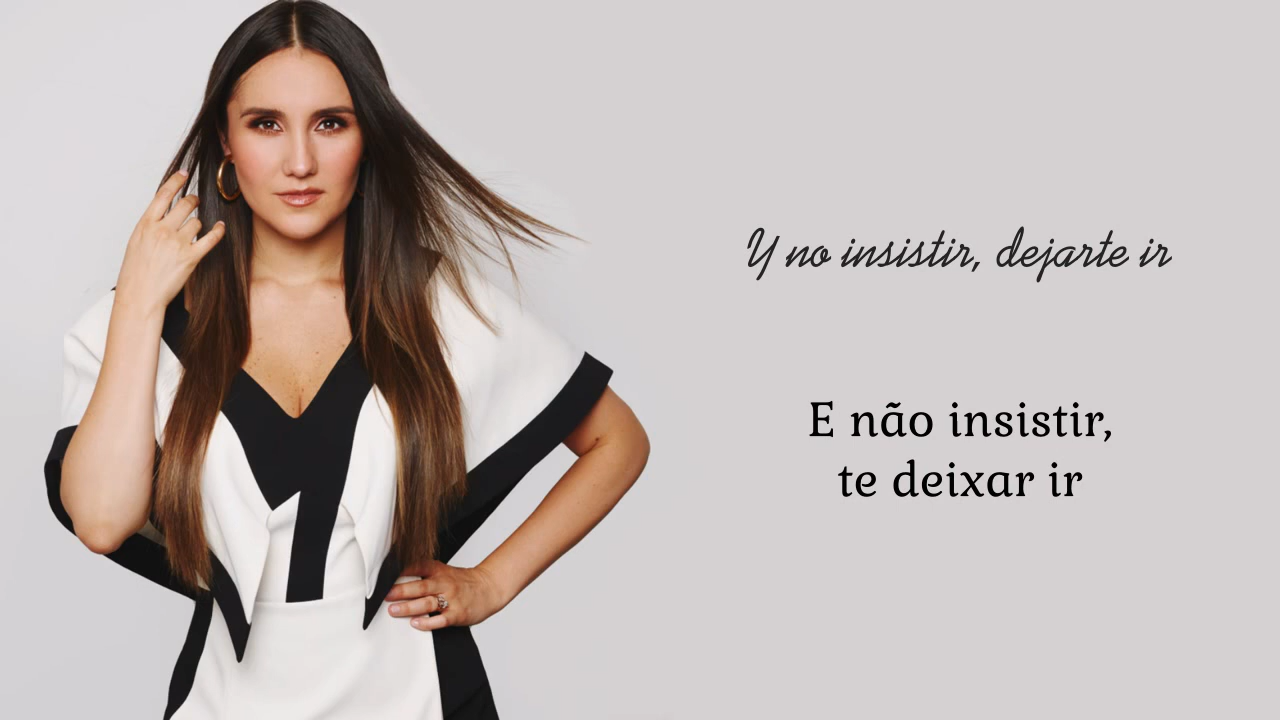 Y no insistir, dejarte ir
E não insistir,
te deixar ir